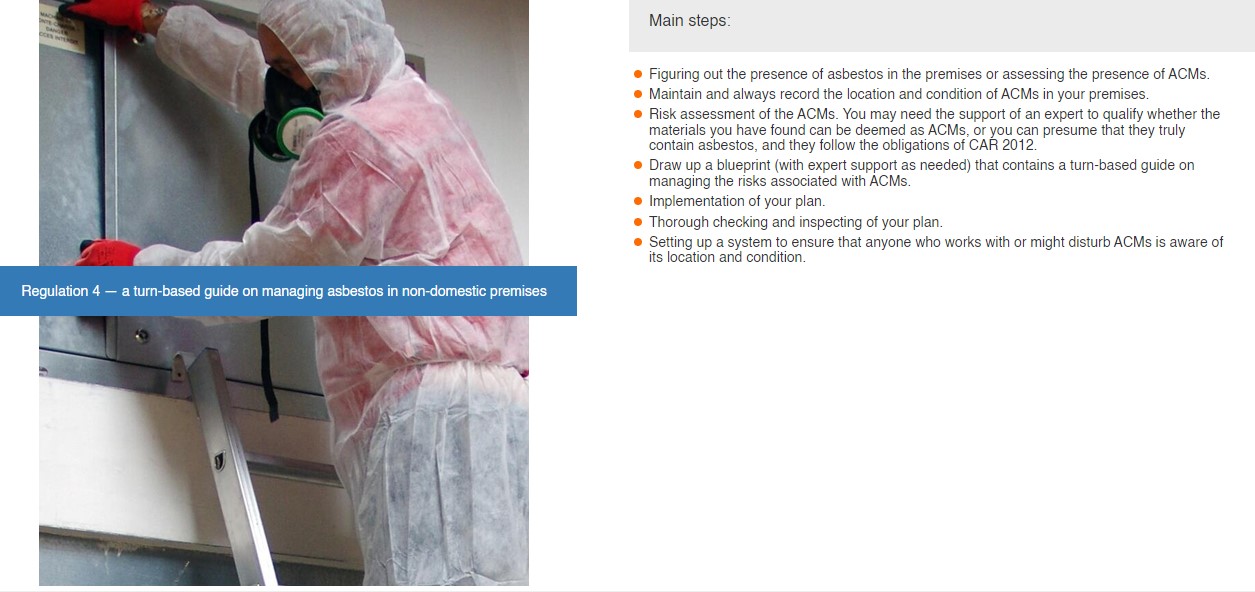 Main steps:
Figuring out the presence of asbestos in the premises or assessing the presence of ACMs.
Maintain and always record the location and condition of ACMs in your premises.
Risk assessment of the ACMs. You may need the support of an expert to qualify whether the
materials you have found can be deemed as ACMs, or you can presume that they truly
contain asbestos, and they follow the obligations of CAR 2012.
Draw up a blueprint (with expert support as needed) that contains a turn-based guide on
managing the risks associated with ACMs.
Implementation of your plan.
Thorough checking and inspecting of your plan.
Setting up a system to ensure that anyone who works with or might disturb ACMs is aware of
its location and condition.
Regulation 4 — a turn-based guide on managing asbestos in non-domestic premises
DANGER